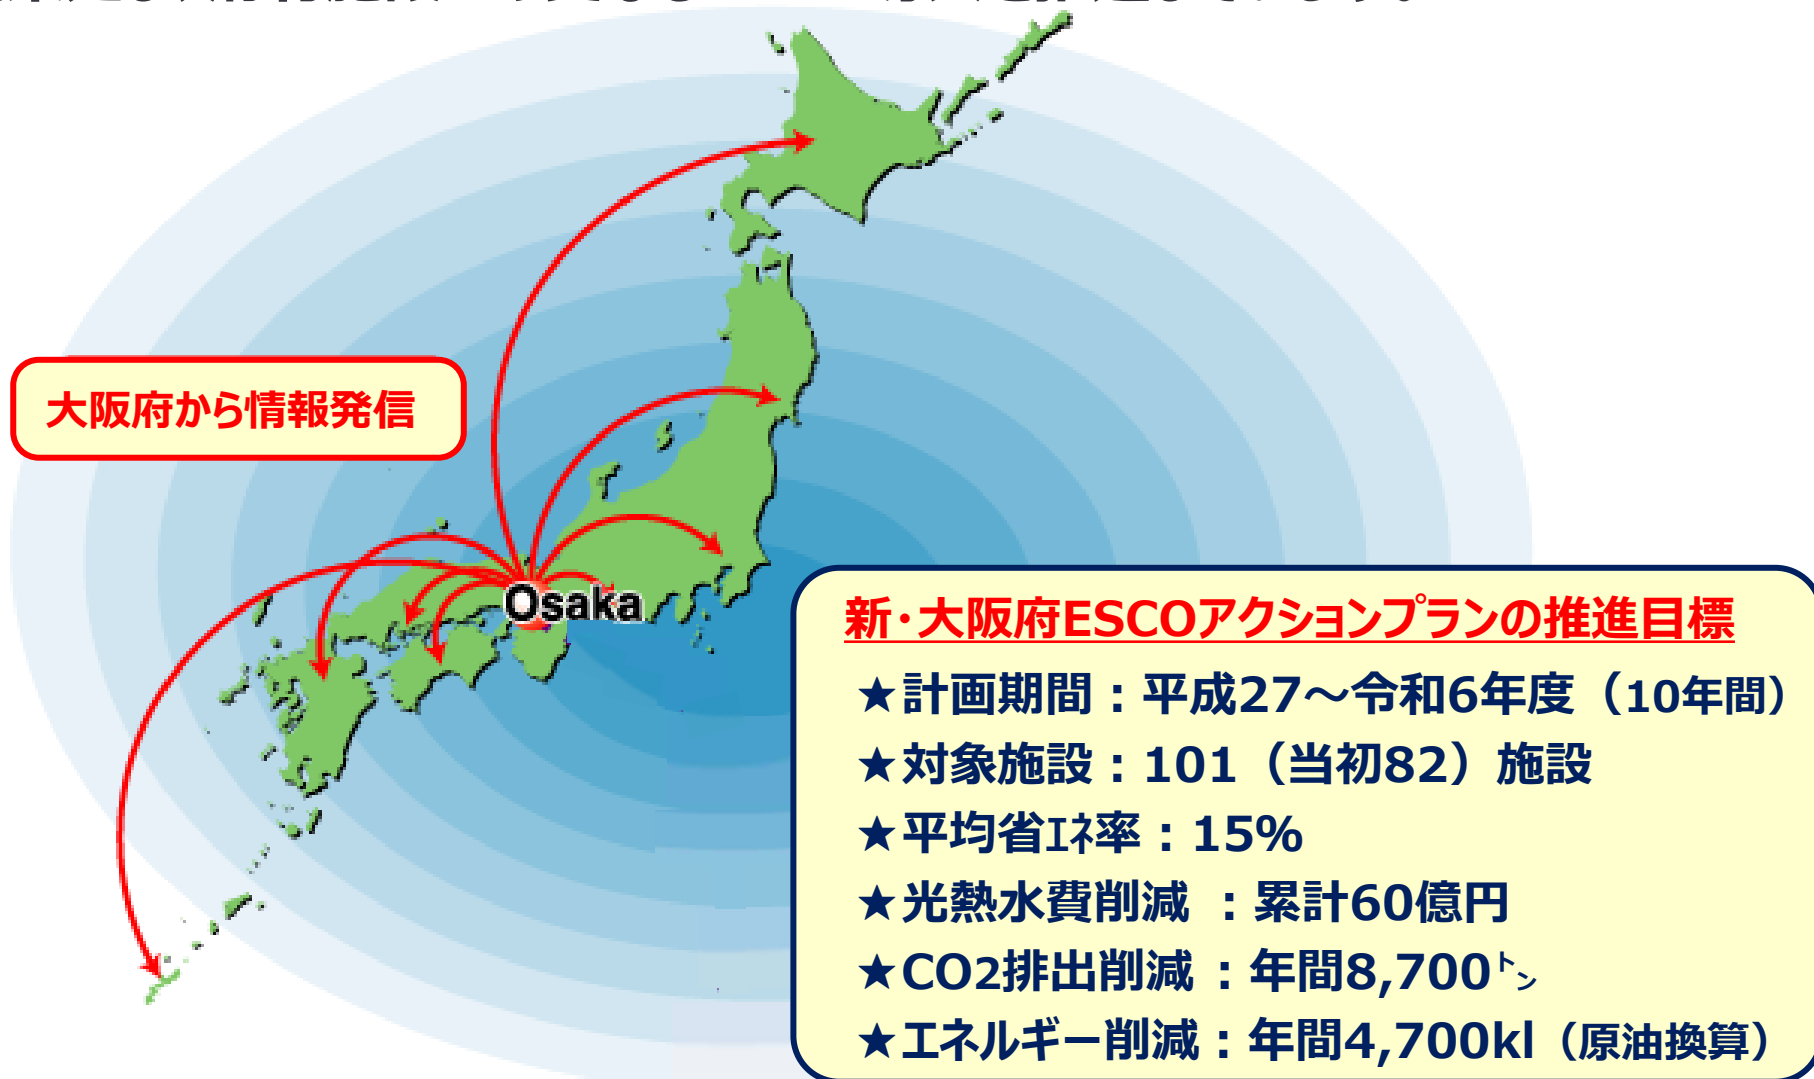 大阪府から情報発信
Osaka
新・大阪府ESCOアクションプランの推進目標
★計画期間：平成27～令和6年度（10年間）
★対象施設：101（当初82）施設
★平均省ｴﾈ率：15%
★光熱水費削減 ：累計60億円
★CO2排出削減 ：年間8,700㌧
★エネルギー削減：年間4,700kl（原油換算）